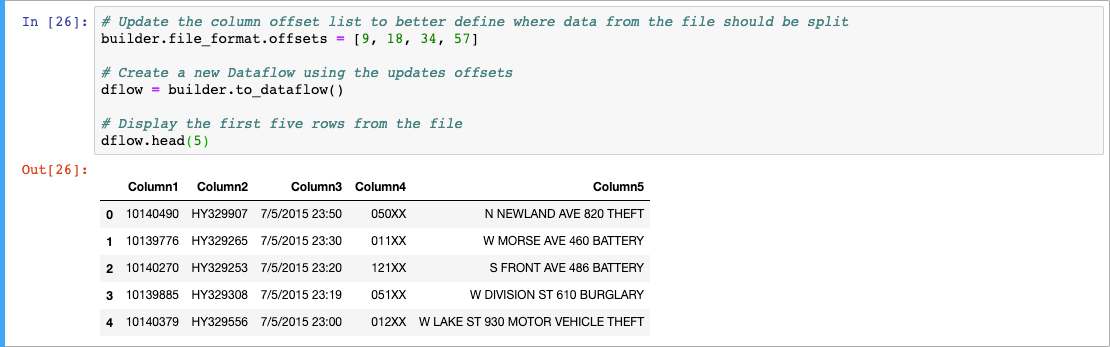 In [26]: # Update the column offset list to better define where data from the file should be split
builder.file_format.offsets = [9, 18, 34, 57]
# Create a new Dataflow using the updates offsets
dflow = builder.to_dataflow()
# Display the first five rows from the file
dflow.head(5)
Out[26]:
Column1 Column2 Column3 Column4 Column5
0 10140490 HY329907 7/5/2015 23:50 050XX N NEWLAND AVE 820 THEFT
1 10139776 HY329265 7/5/2015 23:30 011XX W MORSE AVE 460 BATTERY
2 10140270 HY329253 7/5/2015 23:20 121XX S FRONT AVE 486 BATTERY
3 10139885 HY329308 7/5/2015 23:19 051XX W DIVISION ST 610 BURGLARY
4 10140379 HY329556 7/5/2015 23:00 012XX W LAKE ST 930 MOTOR VEHICLE THEFT